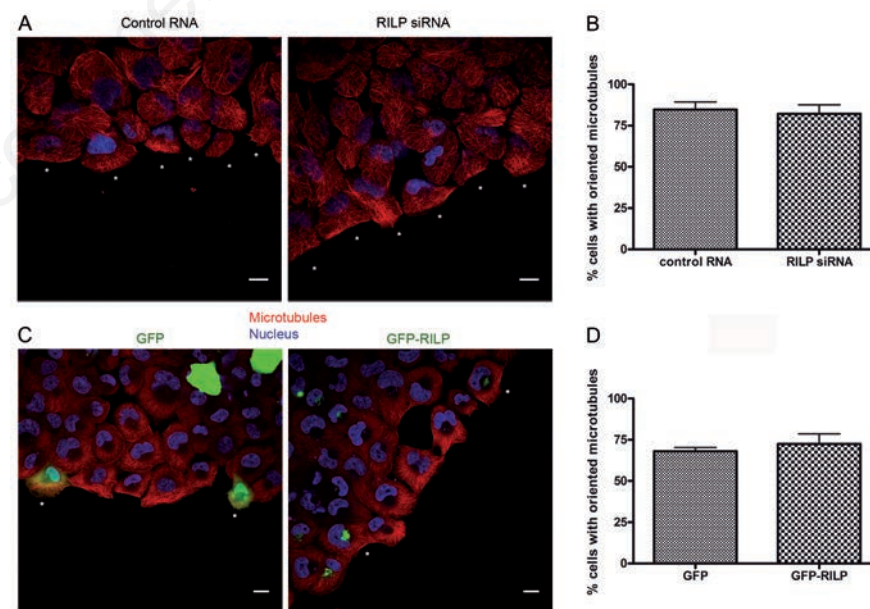 A
Control RNA
RILP siRNA
* * * * * *
* * * * * *
B
% cells with oriented microtubules
100
75
50
25
0
control RNA
RILP siRNA
C
Microtubules
Nucleus
GFP
GFP-RILP
* *
* *
D
% cells with oriented microtubules
100
75
50
25
0
GFP
GFP-RILP